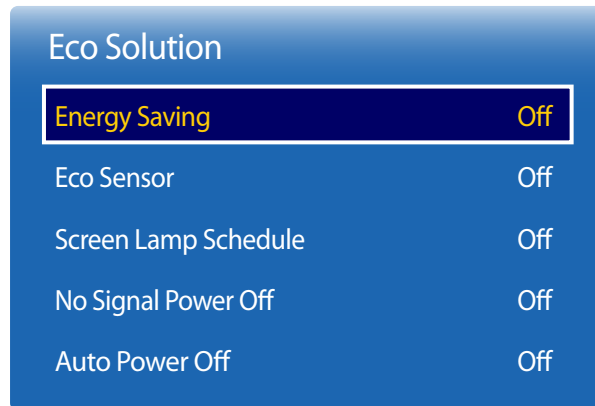 Eco Solution
Energy Saving Off
Eco Sensor Off
Screen Lamp Schedule Off
No Signal Power Off Off
Auto Power Off Off